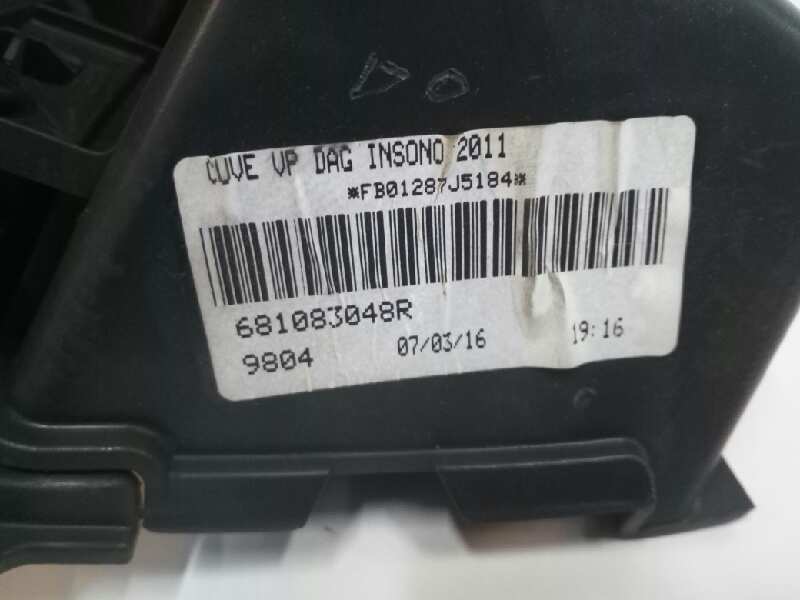 CUVE VP DAG INSONO 2011
*FB01287J5184*
681083048R
9804 07/03/16 19:16